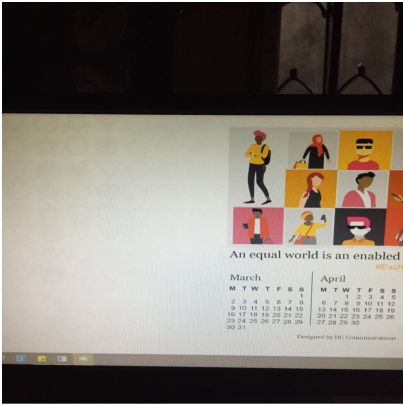 An equal world is an enabled
#Each
March
M T W T F S S
1
2 3 4 5 6 7 8
9 10 11 12 13 14 15
16 17 18 19 20 21 22
23 24 25 26 27 28 29
30 31
April
M T W T F S S
1 2 3 4 5
6 7 8 9 10 11 12
13 14 15 16 17 18 19
20 21 22 23 24 25 26
27 28 29 30
Designed by HC Communications